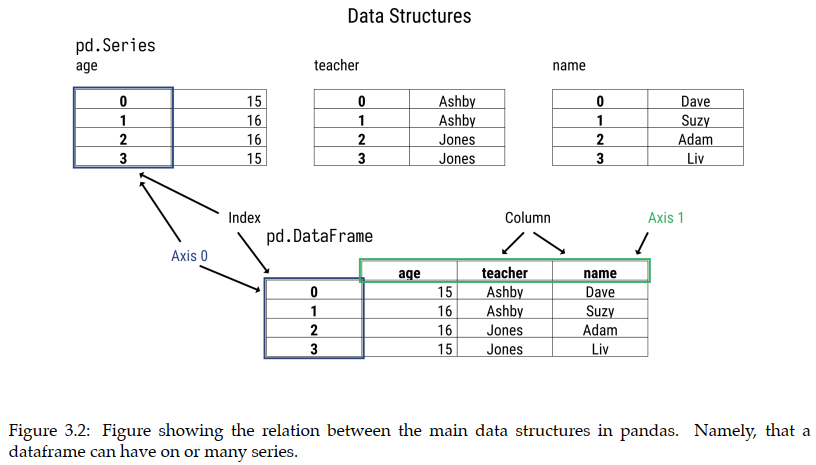 Data Structures
pd.Series
age
teacher
name
0 15
1 16
2 16
3 15
0 Ashby
1 Ashby
2 Jones
3 Jones
0 Dave
1 Suzy
2 Adam
3 Liv
Index
Column
Axis 1
pd.DataFrame
Axis 0
age teacher name
0 15 Ashby Dave
1 16 Ashby Suzy
2 16 Jones Adam
3 15 Jones Liv
Figure 3.2: Figure showing the relation between the main data structures in pandas. Namely, that a
dataframe can have on or many series.